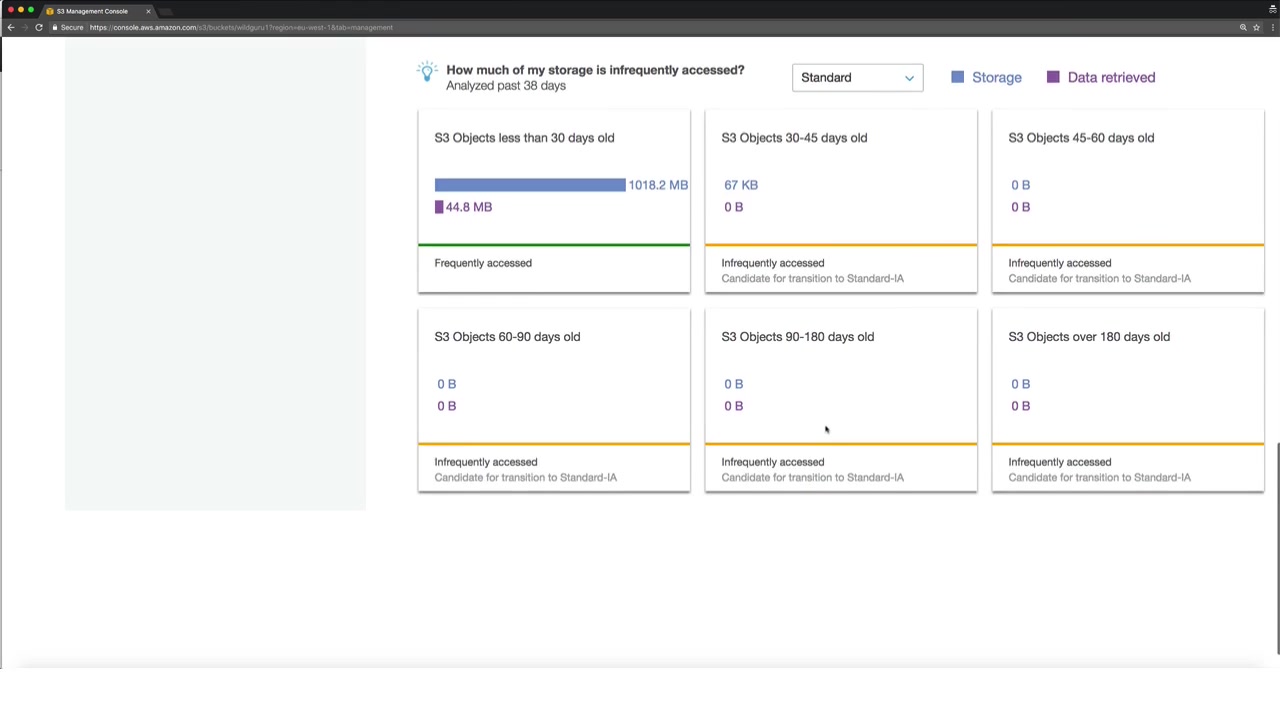 S3 Management Console
Secure https://console.aws.amazon.com/s3/buckets/wildguru1?region=eu-west-1&tab=management
How much of my storage is infrequently accessed?
Analyzed past 38 days
Standard
Storage
Data retrieved
S3 Objects less than 30 days old
1018.2 MB
44.8 MB
Frequently accessed
S3 Objects 30-45 days old
67 KB
0 B
Infrequently accessed
Candidate for transition to Standard-IA
S3 Objects 45-60 days old
0 B
0 B
Infrequently accessed
Candidate for transition to Standard-IA
S3 Objects 60-90 days old
0 B
0 B
Infrequently accessed
Candidate for transition to Standard-IA
S3 Objects 90-180 days old
0 B
0 B
Infrequently accessed
Candidate for transition to Standard-IA
S3 Objects over 180 days old
0 B
0 B
Infrequently accessed
Candidate for transition to Standard-IA